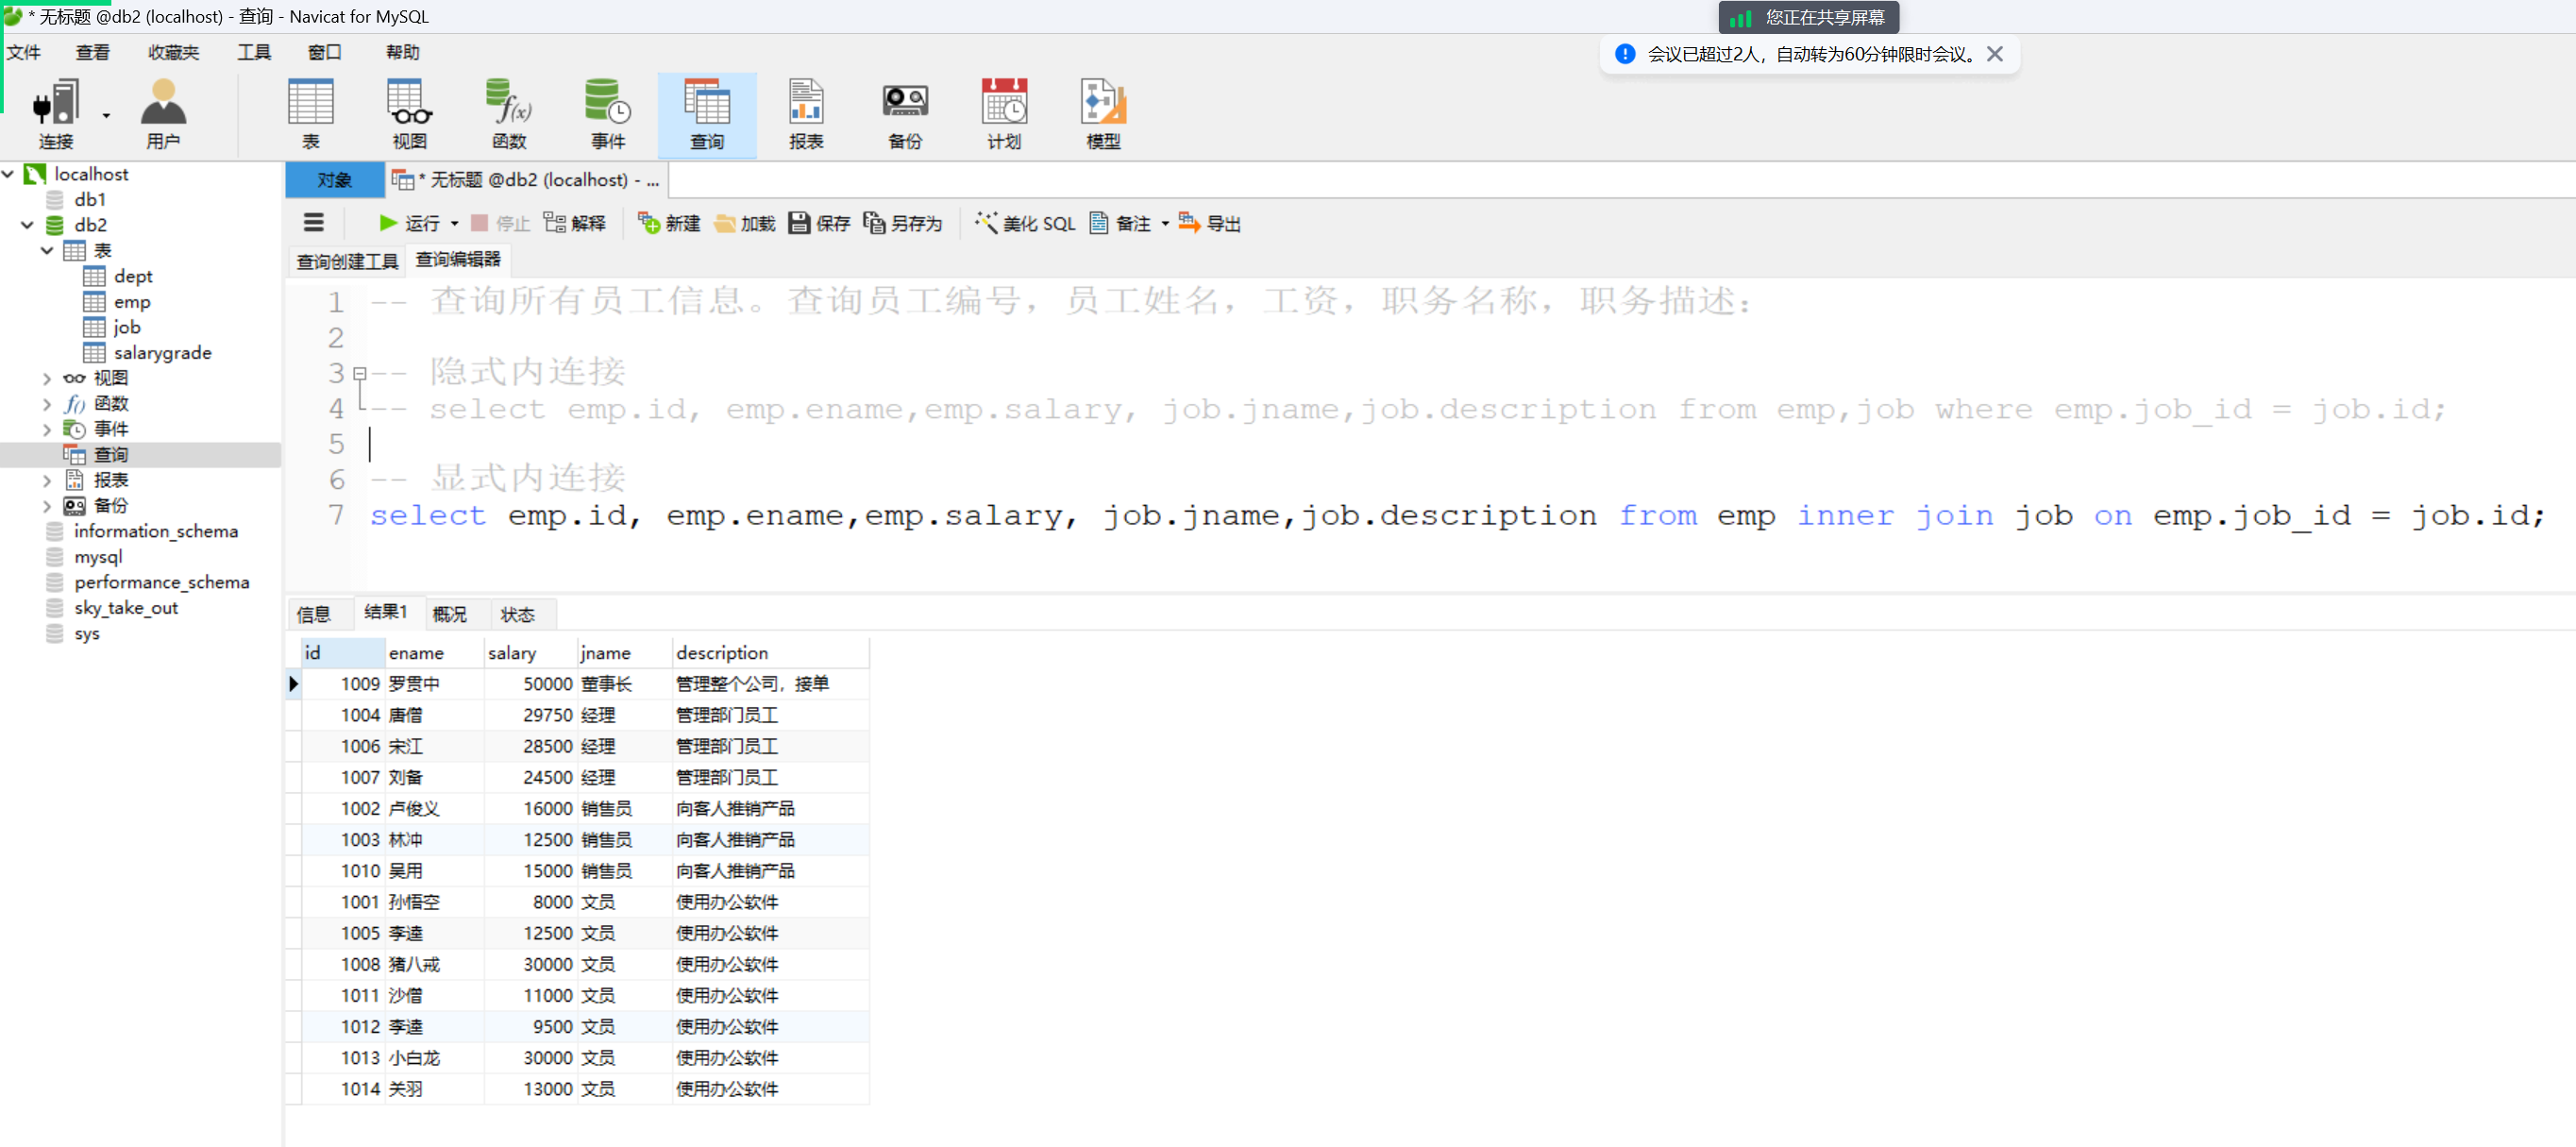 * 无标题 @db2 (localhost) - 查询 - Navicat for MySQL
您正在共享屏幕
会议已超过2人，自动转为60分钟限时会议。
文件 查看 收藏夹 工具 窗口 帮助
连接 用户 表 视图 函数 事件 查询 报表 备份 计划 模型
localhost
db1
db2
表
dept
emp
job
salarygrade
视图
函数
事件
查询
报表
备份
information_schema
mysql
performance_schema
sky_take_out
sys
对象 * 无标题 @db2 (localhost) - ...
运行 停止 解释 新建 加载 保存 另存为 美化 SQL 备注 导出
查询创建工具 查询编辑器
1 -- 查询所有员工信息。查询员工编号，员工姓名，工资，职务名称，职务描述：
2
3 -- 隐式内连接
4 -- select emp.id, emp.ename,emp.salary, job.jname,job.description from emp,job where emp.job_id = job.id;
5
6 -- 显式内连接
7 select emp.id, emp.ename,emp.salary, job.jname,job.description from emp inner join job on emp.job_id = job.id;
信息 结果1 概况 状态
id ename salary jname description
1009 罗贯中 50000 董事长 管理整个公司，接单
1004 唐僧 29750 经理 管理部门员工
1006 宋江 28500 经理 管理部门员工
1007 刘备 24500 经理 管理部门员工
1002 卢俊义 16000 销售员 向客人推销产品
1003 林冲 12500 销售员 向客人推销产品
1010 吴用 15000 销售员 向客人推销产品
1001 孙悟空 8000 文员 使用办公软件
1005 李逵 12500 文员 使用办公软件
1008 猪八戒 30000 文员 使用办公软件
1011 沙僧 11000 文员 使用办公软件
1012 李逵 9500 文员 使用办公软件
1013 小白龙 30000 文员 使用办公软件
1014 关羽 13000 文员 使用办公软件